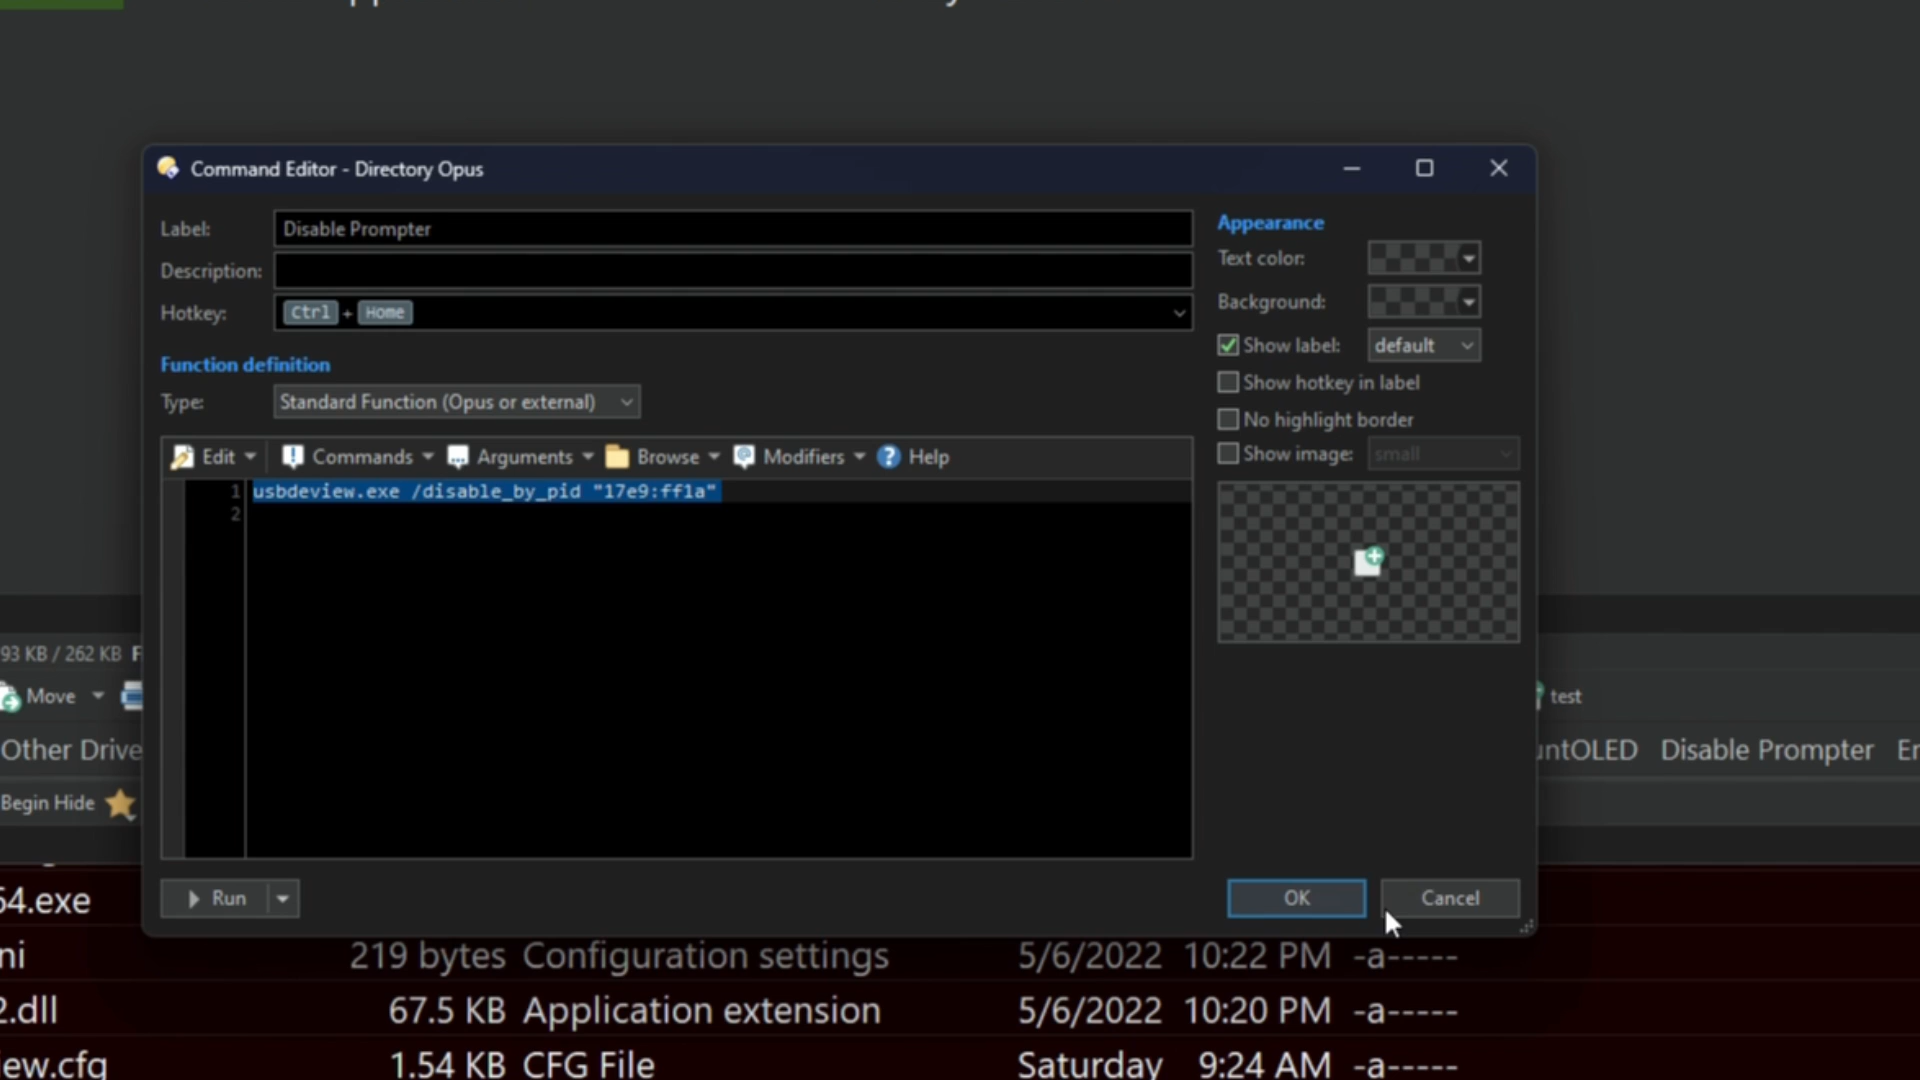 Command Editor - Directory Opus
Label: Disable Prompter
Description:
Hotkey: Ctrl + Home
Function definition
Type: Standard Function (Opus or external)
Edit Commands Arguments Browse Modifiers Help
1 usbdeview.exe /disable_by_pid "17e9:ff1a"
2
Run
Appearance
Text color:
Background:
Show label: default
Show hotkey in label
No highlight border
Show image: small
OK Cancel
93 KB / 262 KB F
Move test
Other Drive untOLED Disable Prompter Er
Begin Hide
64.exe
ni 219 bytes Configuration settings 5/6/2022 10:22 PM -a-----
2.dll 67.5 KB Application extension 5/6/2022 10:20 PM -a-----
ew.cfg 1.54 KB CFG File Saturday 9:24 AM -a-----